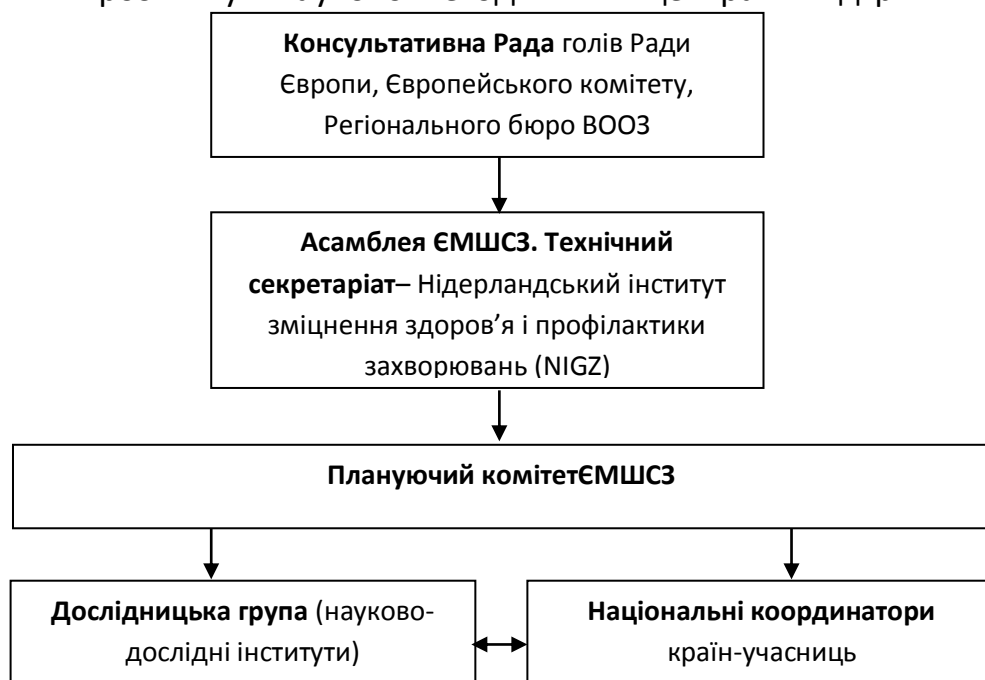 Консультативна Рада голів Ради
Європи, Європейського комітету,
Регіонального бюро ВООЗ
Асамблея ЄМШСЗ. Технічний
секретаріат– Нідерландський інститут
зміцнення здоров’я і профілактики
захворювань (NIGZ)
Плануючий комітетЄМШСЗ
Дослідницька група (науково-
дослідні інститути)
Національні координатори
країн-учасниць